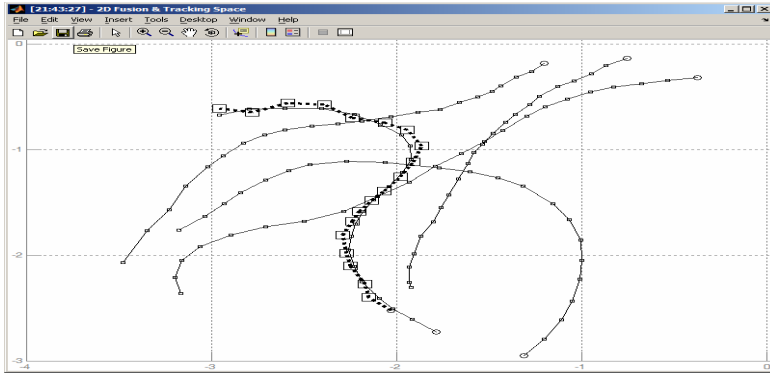 [21:43:27] - 2D Fusion & Tracking Space
File Edit View Insert Tools Desktop Window Help
Save Figure
0
-1
-2
-3
-4 -3 -2 -1 0